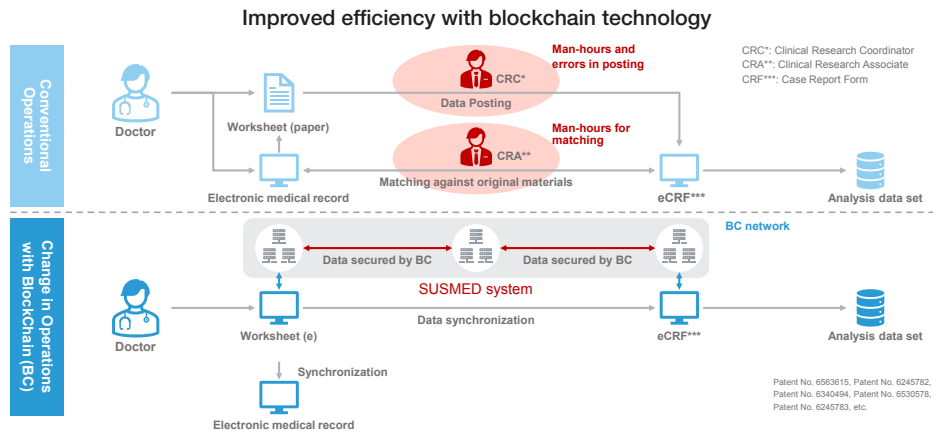 Improved efficiency with blockchain technology
Conventional
Operations
Doctor
Worksheet (paper)
Electronic medical record
CRC*
Data Posting
Man-hours and
errors in posting
CRA**
Matching against original materials
Man-hours for
matching
eCRF***
Analysis data set
CRC*: Clinical Research Coordinator
CRA**: Clinical Research Associate
CRF***: Case Report Form
Change in Operations
with BlockChain (BC)
BC network
Data secured by BC
Data secured by BC
SUSMED system
Doctor
Worksheet (e)
Data synchronization
eCRF***
Analysis data set
Synchronization
Electronic medical record
Patent No. 6563615, Patent No. 6245782,
Patent No. 6340494, Patent No. 6530578,
Patent No. 6245783, etc.